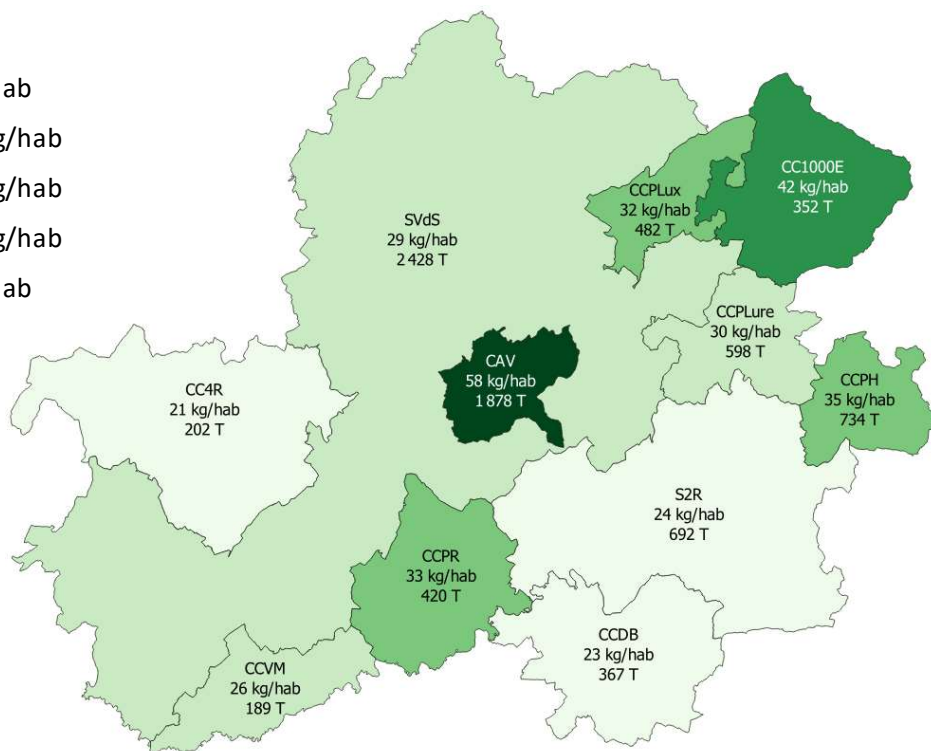 ab
g/hab
g/hab
g/hab
ab
CC1000E
42 kg/hab
352 T
CCPLux
32 kg/hab
482 T
SVdS
29 kg/hab
2 428 T
CCPLure
30 kg/hab
598 T
CAV
58 kg/hab
1 878 T
CCPH
35 kg/hab
734 T
CC4R
21 kg/hab
202 T
S2R
24 kg/hab
692 T
CCPR
33 kg/hab
420 T
CCDB
23 kg/hab
367 T
CCVM
26 kg/hab
189 T